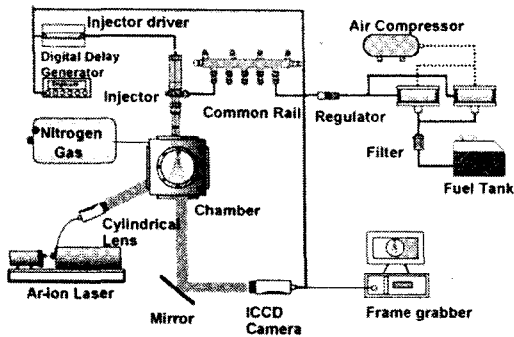 Injector driver
Air Compressor
Digital Delay
Generator
Injector
Common Rail
Regulator
Nitrogen
Gas
Filter
Fuel Tank
Chamber
Cylindrical
Lens
Ar-ion Laser
Mirror
ICCD
Camera
Frame grabber